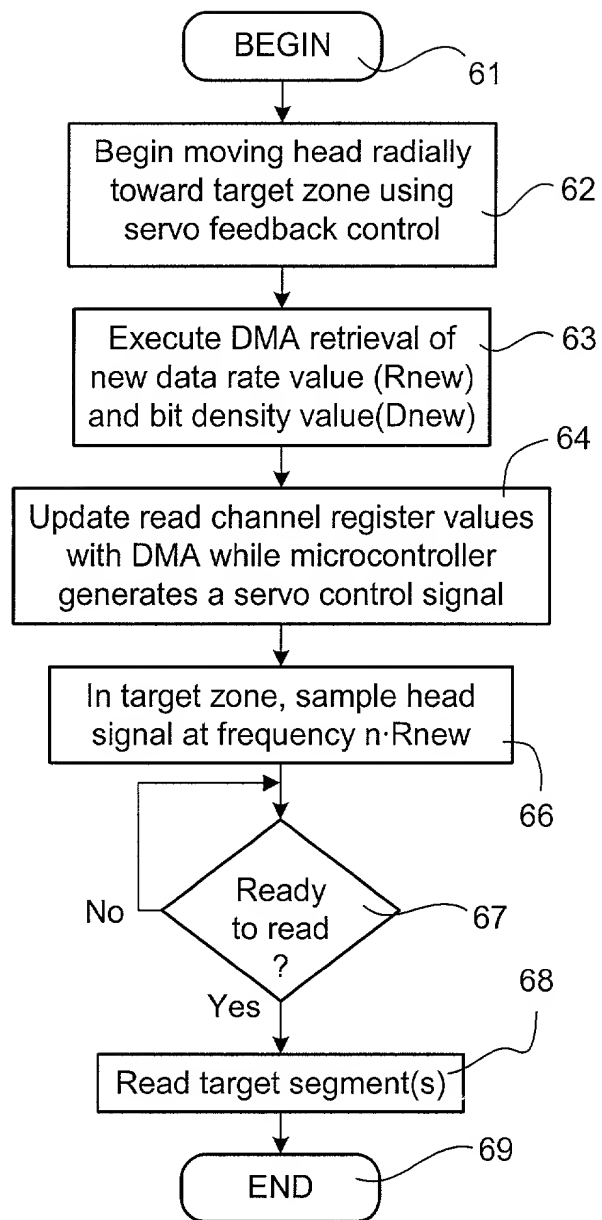 BEGIN
61
Begin moving head radially
toward target zone using
servo feedback control
62
Execute DMA retrieval of
new data rate value (Rnew)
and bit density value(Dnew)
63
64
Update read channel register values
with DMA while microcontroller
generates a servo control signal
In target zone, sample head
signal at frequency n·Rnew
66
Ready
to read
?
67
No
Yes
68
Read target segment(s)
69
END